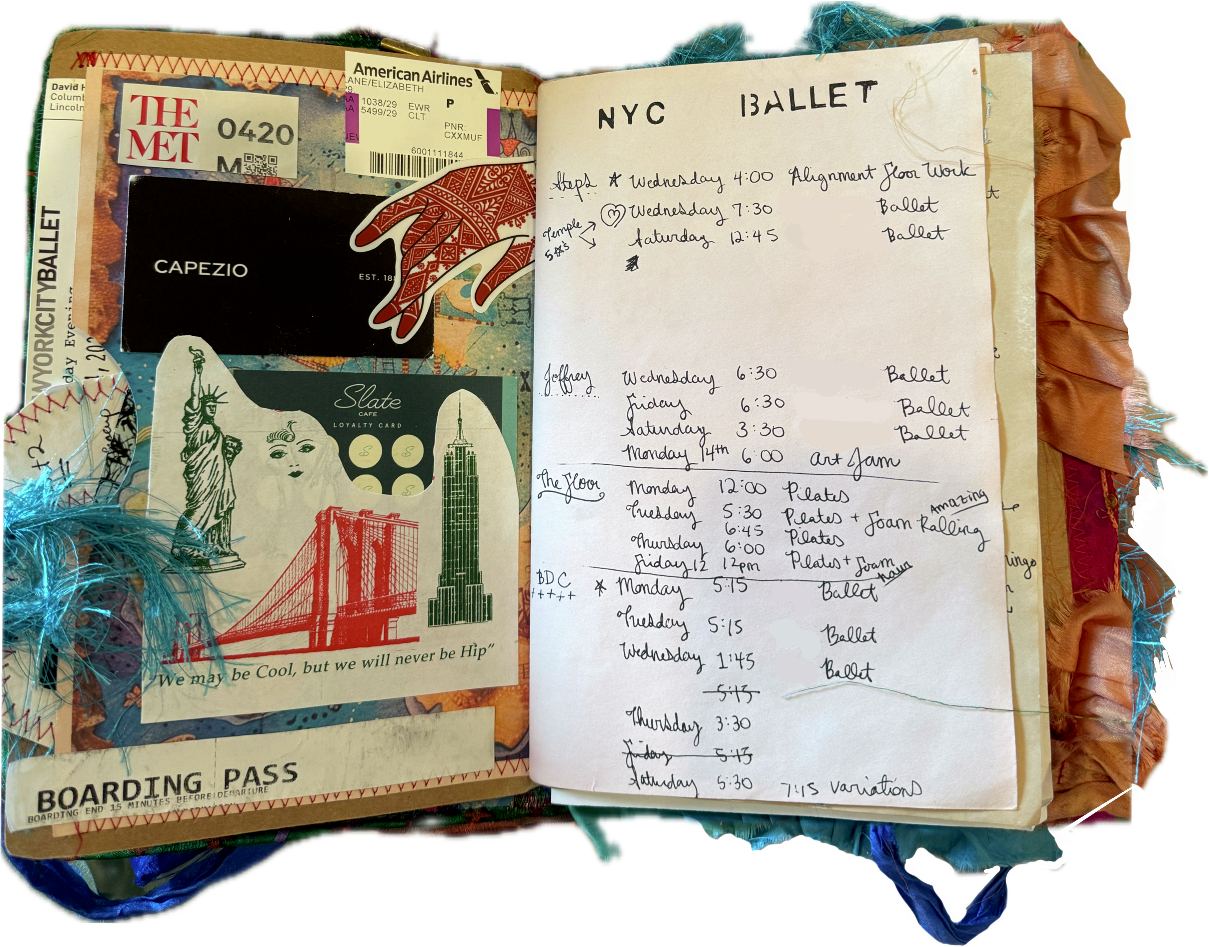 David H
Columb
Lincoln
WYORKCITYBALLET
day Evening
THE
MET
0420
M
American Airlines
ANE/ELIZABETH
1038/29 EWR P
5499/29 CLT
PNR:
CXXMUF
6001111844
CAPEZIO
EST. 18
Slate
CAFE
LOYALTY CARD
"We may be Cool, but we will never be Hip"
BOARDING PASS
BOARDING END 15 MINUTES BEFORE DEPARTURE
NYC BALLET
Steps * Wednesday 4:00 Alignment Floor Work
Temple Wednesday 7:30 Ballet
Saturday 12:45 Ballet
Joffrey Wednesday 6:30 Ballet
Friday 6:30 Ballet
Saturday 3:30 Ballet
Monday 14th 6:00 Art Jam
The Floor Monday 12:00 Pilates
Amazing
Tuesday 5:30 Pilates + Foam Rolling
6:45 Pilates
Thursday 6:00 Pilates + Foam
Friday 12 12pm
BDC * Monday 5:15 Ballet
Tuesday 5:15 Ballet
Wednesday 1:45 Ballet
5:15
Thursday 3:30
Friday 5:15
Saturday 5:30 7:15 variations